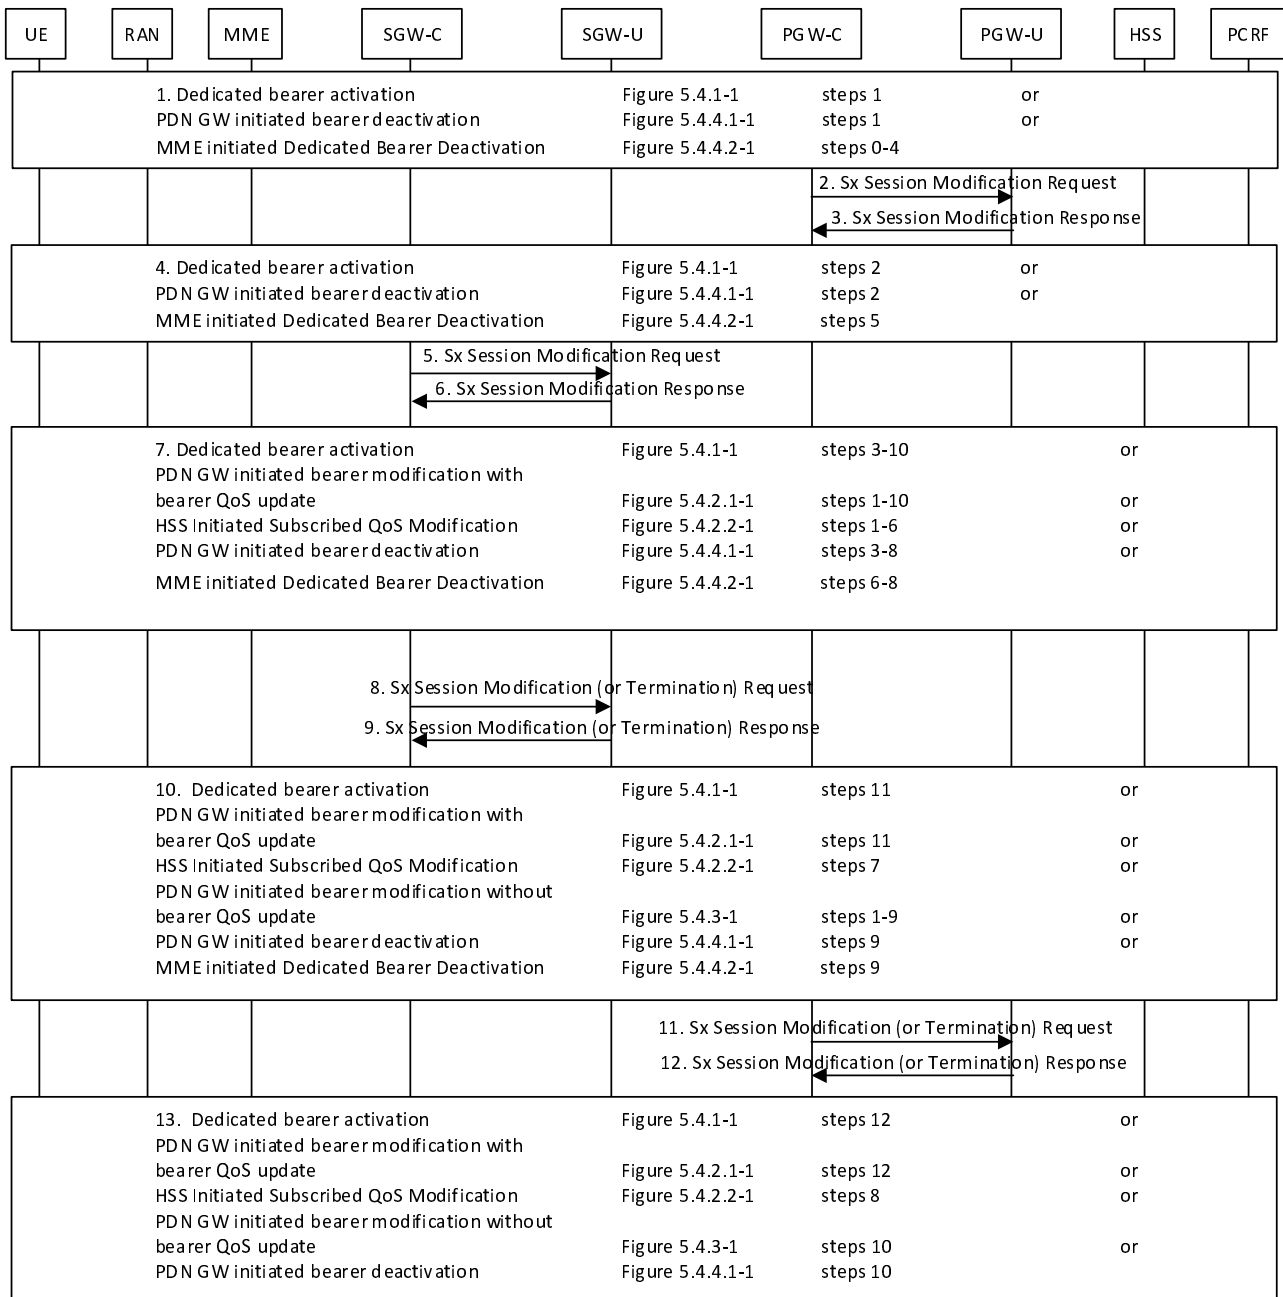 UE RAN MME SGW-C SGW-U PGW-C PGW-U HSS PCRF
1. Dedicated bearer activation Figure 5.4.1-1 steps 1 or
PDN GW initiated bearer deactivation Figure 5.4.4.1-1 steps 1 or
MME initiated Dedicated Bearer Deactivation Figure 5.4.4.2-1 steps 0-4
2. Sx Session Modification Request
3. Sx Session Modification Response
4. Dedicated bearer activation Figure 5.4.1-1 steps 2 or
PDN GW initiated bearer deactivation Figure 5.4.4.1-1 steps 2 or
MME initiated Dedicated Bearer Deactivation Figure 5.4.4.2-1 steps 5
5. Sx Session Modification Request
6. Sx Session Modification Response
7. Dedicated bearer activation Figure 5.4.1-1 steps 3-10 or
PDN GW initiated bearer modification with
bearer QoS update Figure 5.4.2.1-1 steps 1-10 or
HSS Initiated Subscribed QoS Modification Figure 5.4.2.2-1 steps 1-6 or
PDN GW initiated bearer deactivation Figure 5.4.4.1-1 steps 3-8 or
MME initiated Dedicated Bearer Deactivation Figure 5.4.4.2-1 steps 6-8
8. Sx Session Modification (or Termination) Request
9. Sx Session Modification (or Termination) Response
10. Dedicated bearer activation Figure 5.4.1-1 steps 11 or
PDN GW initiated bearer modification with
bearer QoS update Figure 5.4.2.1-1 steps 11 or
HSS Initiated Subscribed QoS Modification Figure 5.4.2.2-1 steps 7 or
PDN GW initiated bearer modification without
bearer QoS update Figure 5.4.3-1 steps 1-9 or
PDN GW initiated bearer deactivation Figure 5.4.4.1-1 steps 9 or
MME initiated Dedicated Bearer Deactivation Figure 5.4.4.2-1 steps 9
11. Sx Session Modification (or Termination) Request
12. Sx Session Modification (or Termination) Response
13. Dedicated bearer activation Figure 5.4.1-1 steps 12 or
PDN GW initiated bearer modification with
bearer QoS update Figure 5.4.2.1-1 steps 12 or
HSS Initiated Subscribed QoS Modification Figure 5.4.2.2-1 steps 8 or
PDN GW initiated bearer modification without
bearer QoS update Figure 5.4.3-1 steps 10 or
PDN GW initiated bearer deactivation Figure 5.4.4.1-1 steps 10